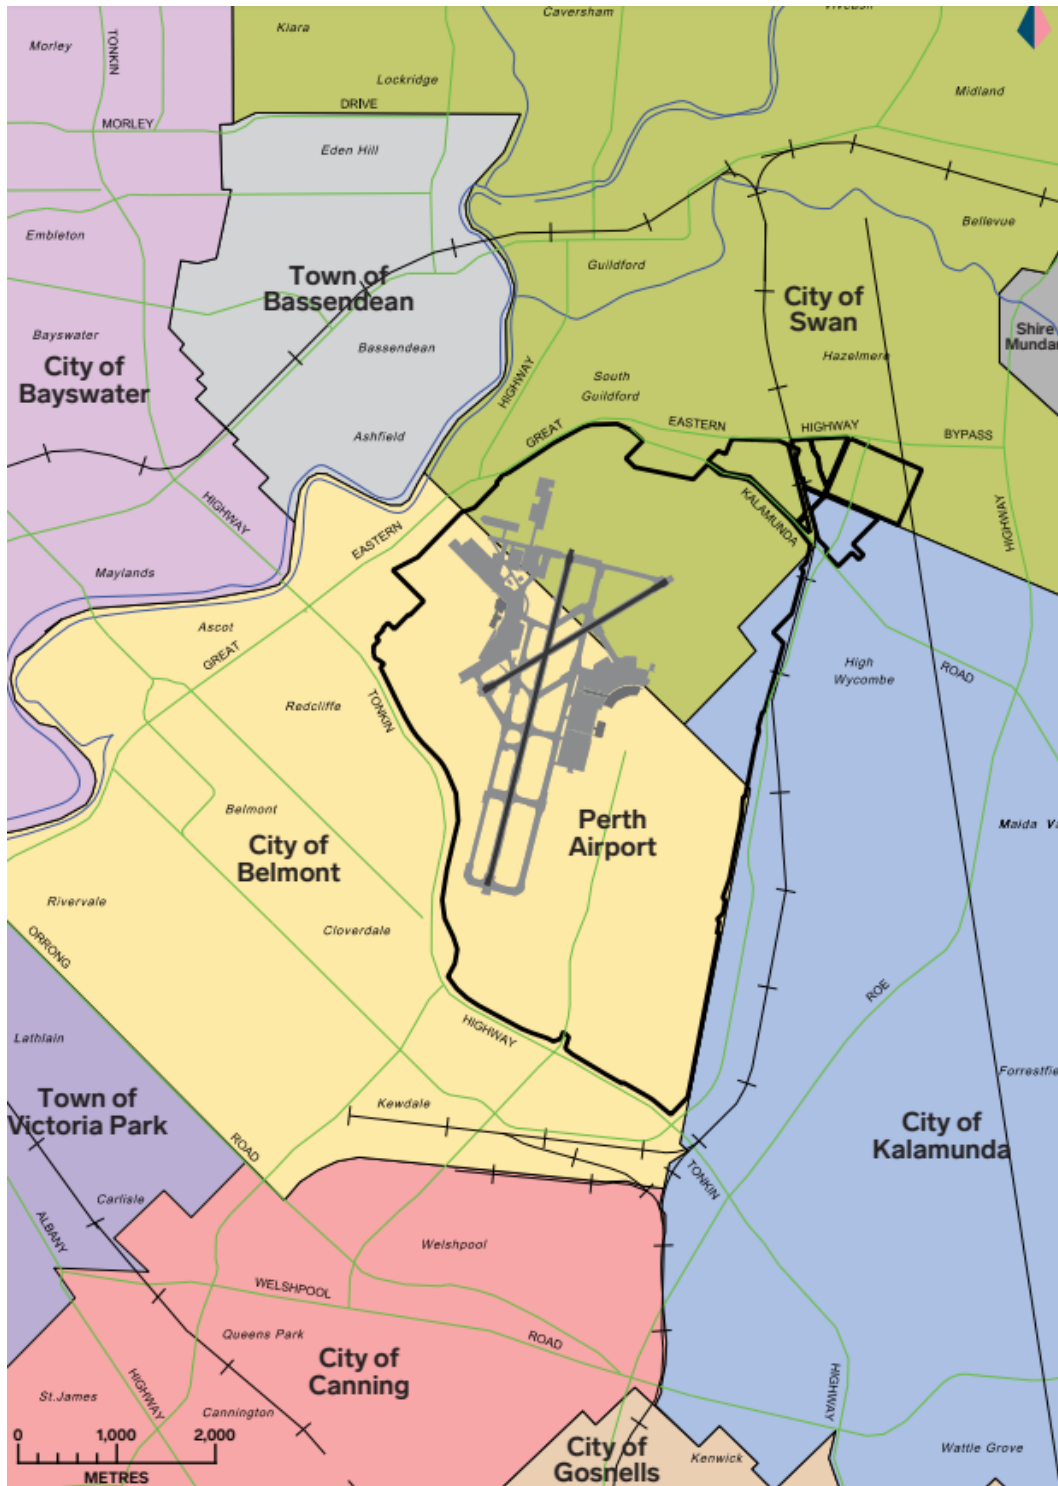 Caversham
Kiara
Morley
TONKIN
Lockridge
Midland
DRIVE
MORLEY
Eden Hill
Bellevue
Embleton
Guildford
Town of
Bassendean
City of
Swan
Shire
Bayswater
Bassendean
Hazelmere
City of
Bayswater
South
Guildford
HIGHWAY
EASTERN
HIGHWAY
BYPASS
GREAT
Ashfield
HIGHWAY
KALAMUNDA
HIGHWAY
EASTERN
Maylands
Ascot
GREAT
High
Wycombe
ROAD
Redcliffe
TONKIN
Belmont
City of
Belmont
Perth
Airport
Maida
Rivervale
Cloverdale
ORRONG
ROE
HIGHWAY
Lathlain
Town of
Victoria Park
Kewdale
City of
Kalamunda
ROAD
TONKIN
Carlisle
ALBANY
Welshpool
WELSHPOOL
ROAD
Queens Park
City of
Canning
HIGHWAY
HIGHWAY
St.James
Cannington
0 1,000 2,000
METRES
City of
Gosnells
Kenwick
Wattle Grove